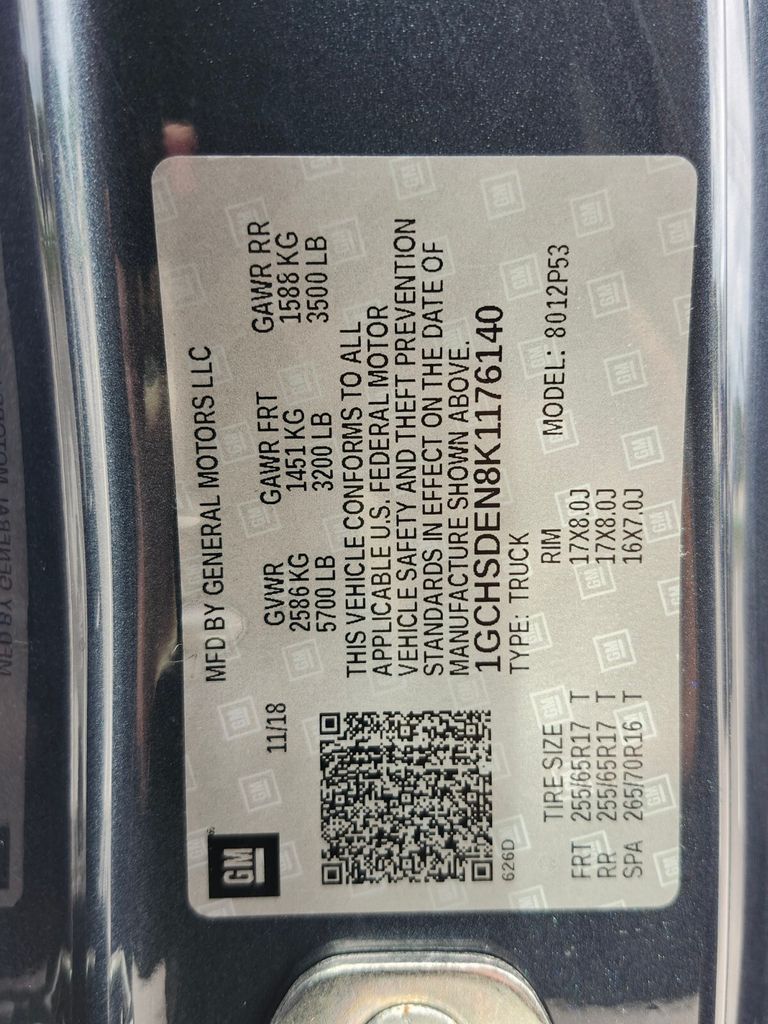 GM
MFD BY GENERAL MOTORS LLC
11/18
GVWR GAWR FRT GAWR RR
2586 KG 1451 KG 1588 KG
5700 LB 3200 LB 3500 LB
THIS VEHICLE CONFORMS TO ALL
APPLICABLE U.S. FEDERAL MOTOR
VEHICLE SAFETY AND THEFT PREVENTION
STANDARDS IN EFFECT ON THE DATE OF
MANUFACTURE SHOWN ABOVE.
1GCHSDEN8K1176140
626D
TYPE: TRUCK
MODEL: 8012P53
TIRE SIZE RIM
FRT 255/65R17 T 17X8.0J
RR 255/65R17 T 17X8.0J
SPA 265/70R16 T 16X7.0J